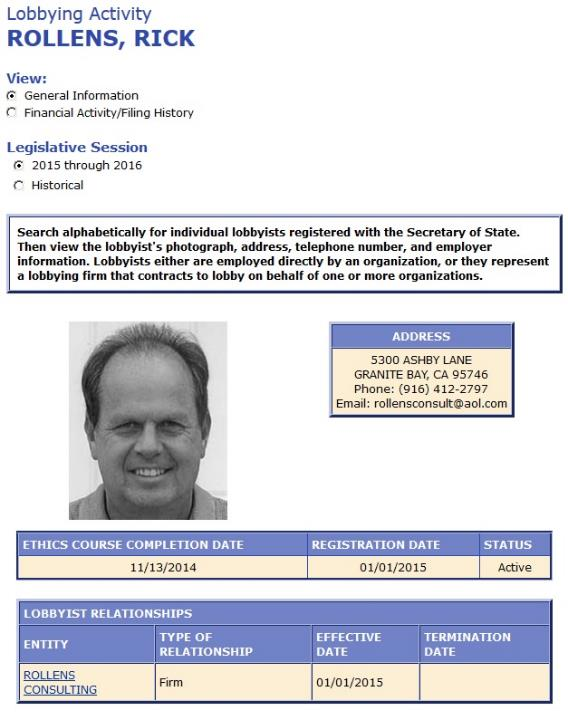 Lobbying Activity
ROLLENS, RICK
View:
General Information
Financial Activity/Filing History
Legislative Session
2015 through 2016
Historical
Search alphabetically for individual lobbyists registered with the Secretary of State.
Then view the lobbyist's photograph, address, telephone number, and employer
information. Lobbyists either are employed directly by an organization, or they represent
a lobbying firm that contracts to lobby on behalf of one or more organizations.
ADDRESS
5300 ASHBY LANE
GRANITE BAY, CA 95746
Phone: (916) 412-2797
Email: rollensconsult@aol.com
ETHICS COURSE COMPLETION DATE REGISTRATION DATE STATUS
11/13/2014 01/01/2015 Active
LOBBYIST RELATIONSHIPS
ENTITY TYPE OF RELATIONSHIP EFFECTIVE DATE TERMINATION DATE
ROLLENS CONSULTING Firm 01/01/2015